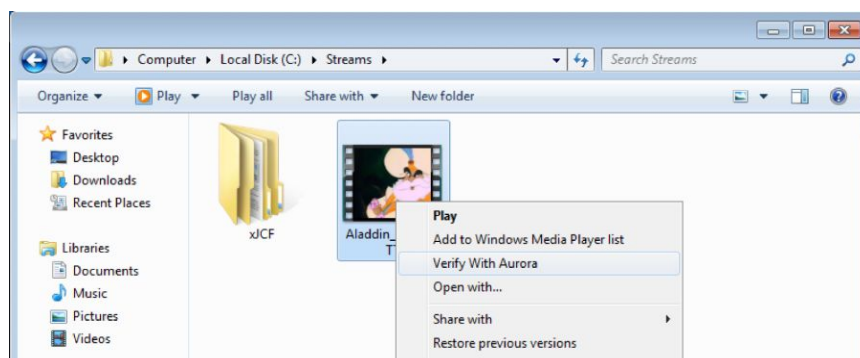 Computer Local Disk (C:) Streams
Search Streams
Organize Play Play all Share with New folder
Favorites
Desktop
Downloads
Recent Places
Libraries
Documents
Music
Pictures
Videos
xJCF
Aladdin_
T
Play
Add to Windows Media Player list
Verify With Aurora
Open with...
Share with
Restore previous versions